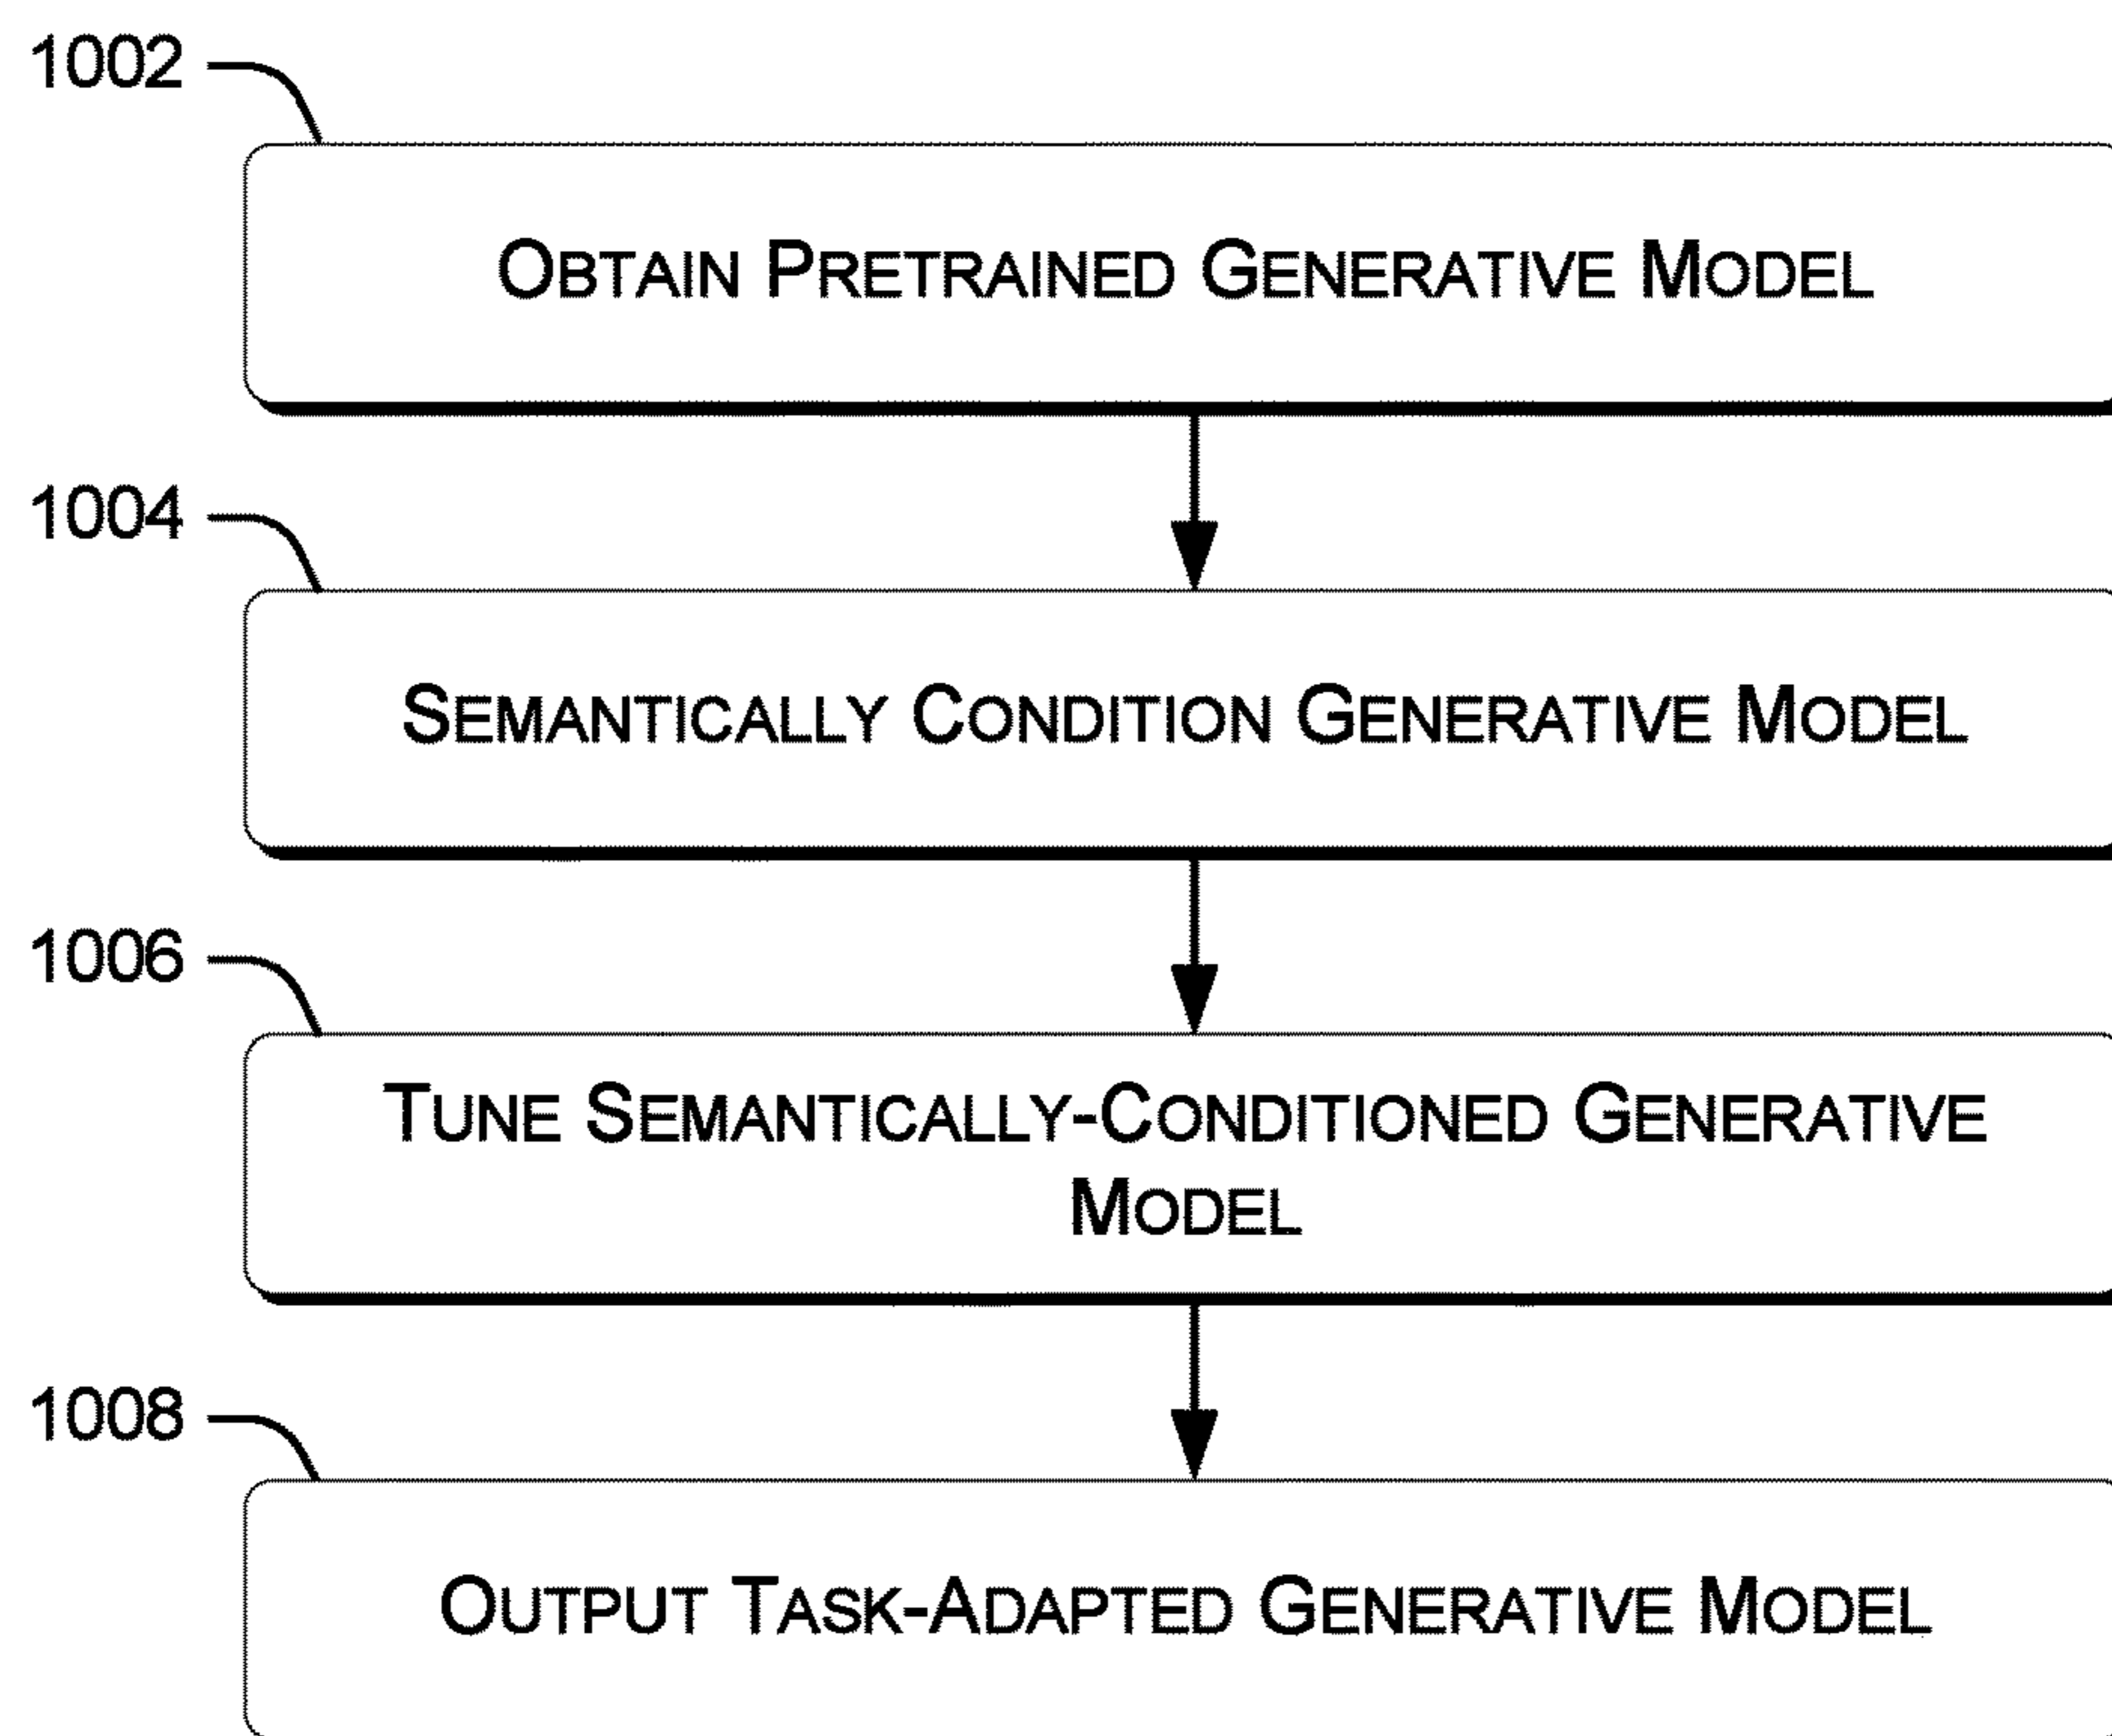 1002
OBTAIN PRETRAINED GENERATIVE MODEL
1004
SEMANTICALLY CONDITION GENERATIVE MODEL
1006
TUNE SEMANTICALLY-CONDITIONED GENERATIVE
MODEL
1008
OUTPUT TASK-ADAPTED GENERATIVE MODEL